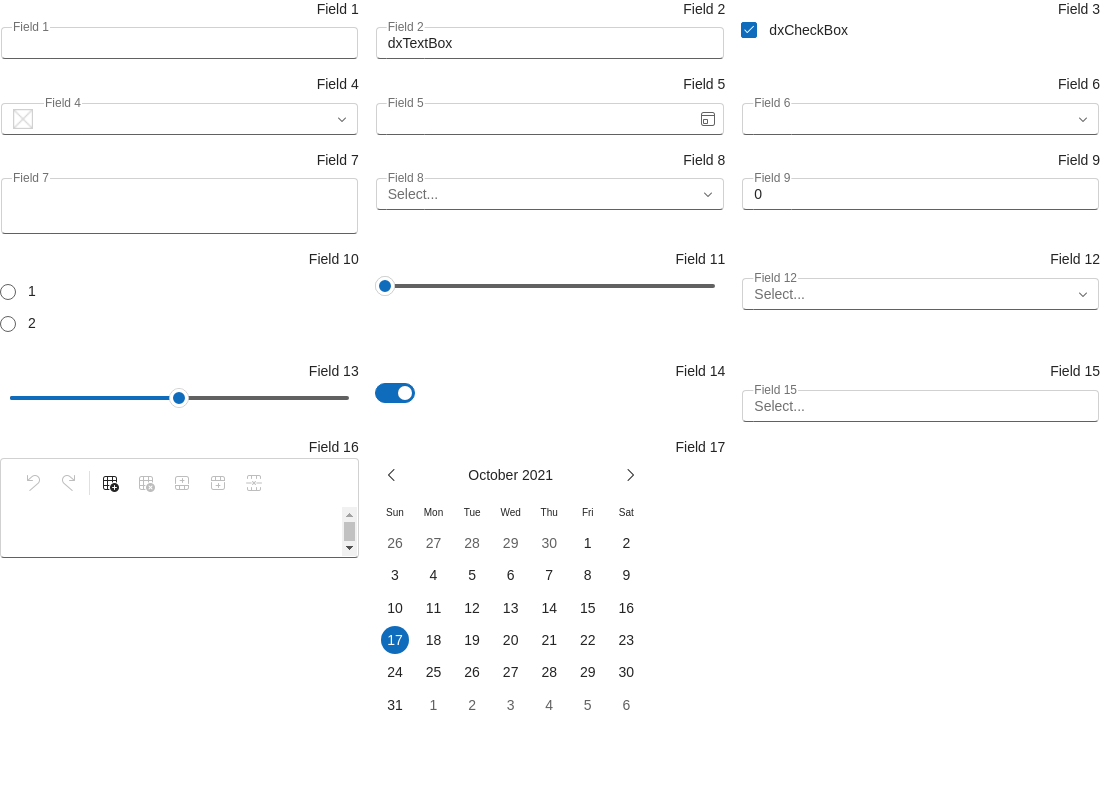 Field 1
Field 1
Field 2
Field 2
dxTextBox
Field 3
dxCheckBox
Field 4
Field 4
Field 5
Field 5
Field 6
Field 6
Field 7
Field 7
Field 8
Field 8
Select...
Field 9
Field 9
0
Field 10
1
2
Field 11
Field 12
Field 12
Select...
Field 13
Field 14
Field 15
Field 15
Select...
Field 16
Field 17
October 2021
Sun Mon Tue Wed Thu Fri Sat
26 27 28 29 30 1 2
3 4 5 6 7 8 9
10 11 12 13 14 15 16
17 18 19 20 21 22 23
24 25 26 27 28 29 30
31 1 2 3 4 5 6